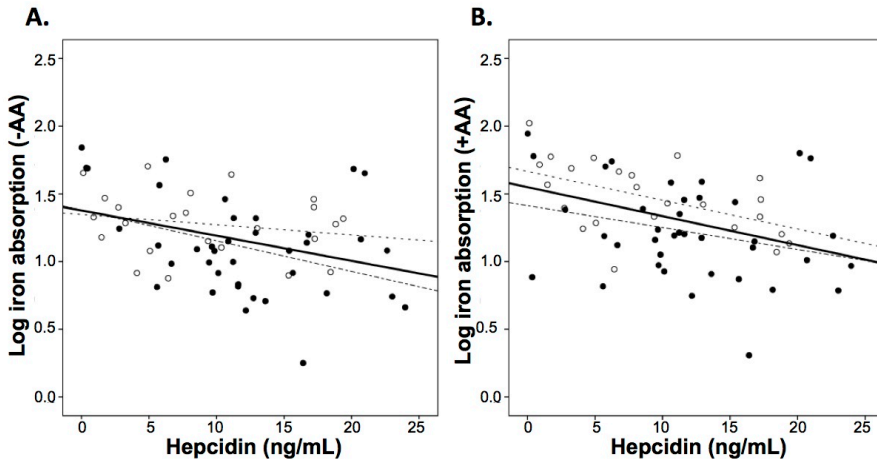 A.
2.5
2.0
1.5
1.0
0.5
0.0
Log iron absorption (-AA)
0 5 10 15 20 25
Hepcidin (ng/mL)
B.
2.5
2.0
1.5
1.0
0.5
0.0
Log iron absorption (+AA)
0 5 10 15 20 25
Hepcidin (ng/mL)